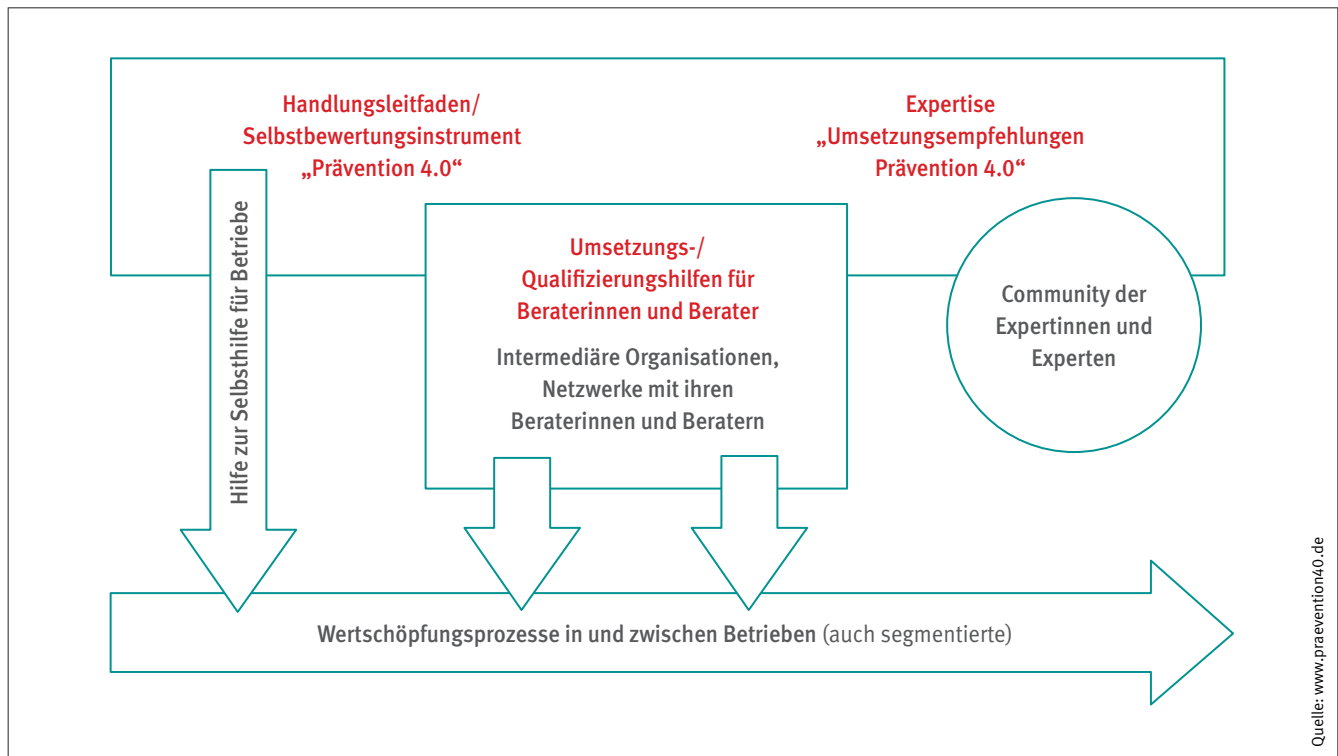 Handlungsleitfaden/
Selbstbewertungsinstrument
„Prävention 4.0“
Expertise
„Umsetzungsempfehlungen
Prävention 4.0“
Hilfe zur Selbsthilfe für Betriebe
Umsetzungs-/
Qualifizierungshilfen für
Beraterinnen und Berater
Intermediäre Organisationen,
Netzwerke mit ihren
Beraterinnen und Beratern
Community der
Expertinnen und
Experten
Wertschöpfungsprozesse in und zwischen Betrieben (auch segmentierte)
Quelle: www.praevention40.de